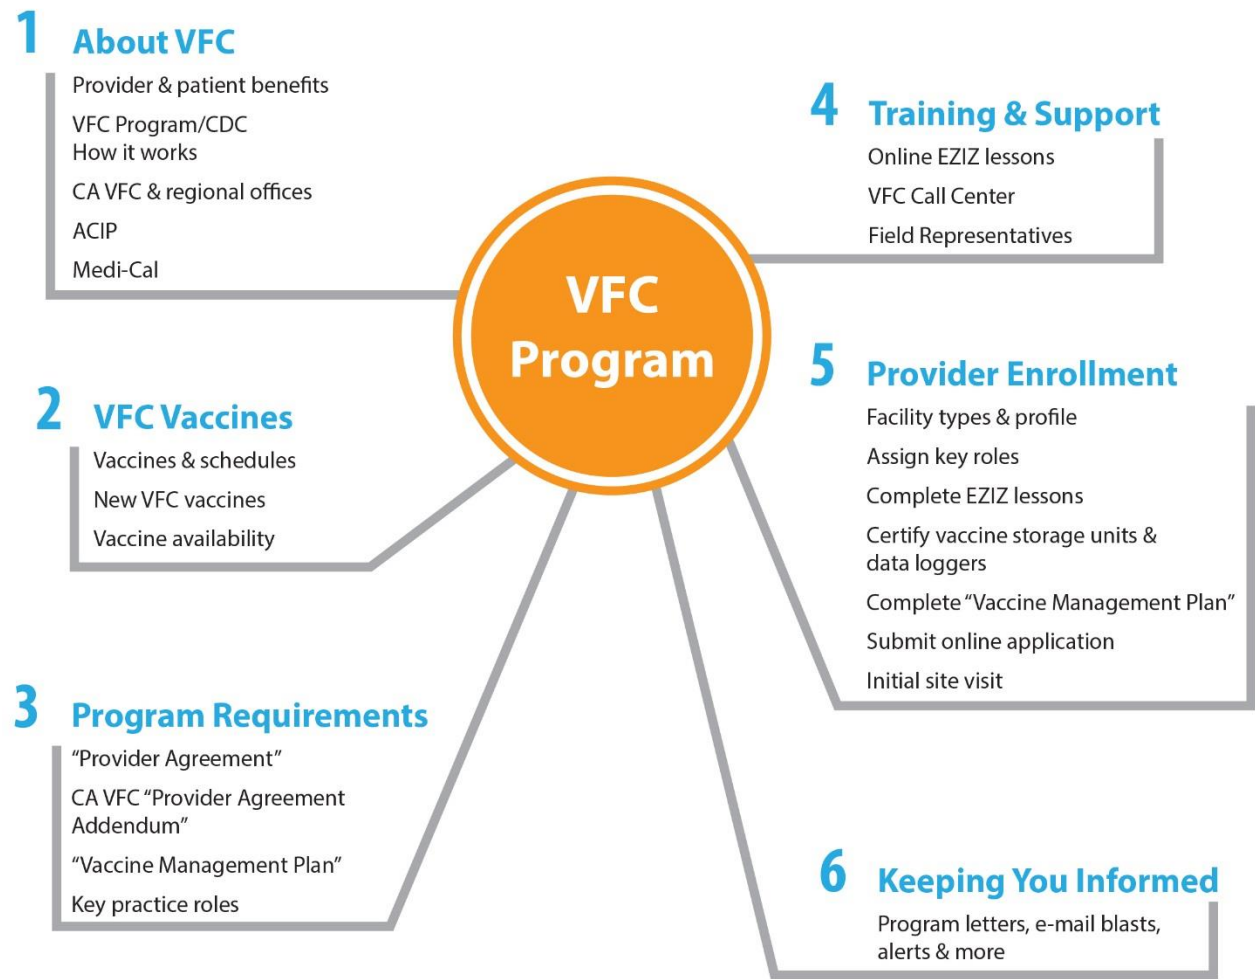 1 About VFC
Provider & patient benefits
VFC Program/CDC
How it works
CA VFC & regional offices
ACIP
Medi-Cal
2 VFC Vaccines
Vaccines & schedules
New VFC vaccines
Vaccine availability
3 Program Requirements
“Provider Agreement”
CA VFC “Provider Agreement
Addendum”
“Vaccine Management Plan”
Key practice roles
VFC
Program
4 Training & Support
Online EZIZ lessons
VFC Call Center
Field Representatives
5 Provider Enrollment
Facility types & profile
Assign key roles
Complete EZIZ lessons
Certify vaccine storage units &
data loggers
Complete “Vaccine Management Plan”
Submit online application
Initial site visit
6 Keeping You Informed
Program letters, e-mail blasts,
alerts & more